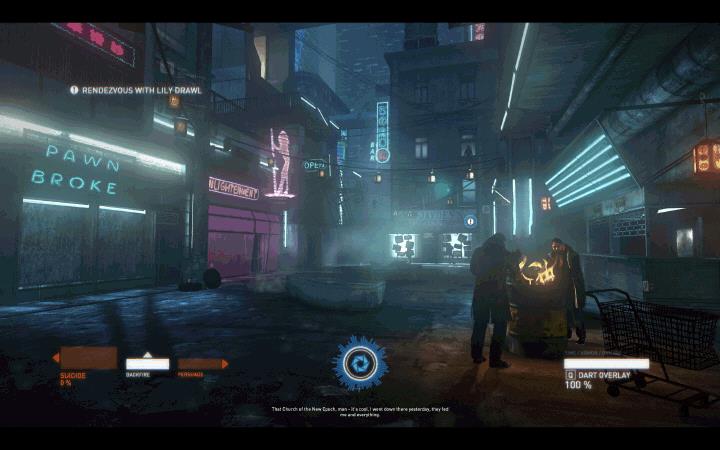 RENDEZVOUS WITH LILY DRAWL
PAWN
BROKE
NLIGHTENMENT
OPEN
BAR
SUICIDE
0 %
BACKFIRE
PERSUADE
Q DART OVERLAY
100 %
That Church of the New Epoch, man - it's cool. I went down there yesterday, they fed
me and everything.